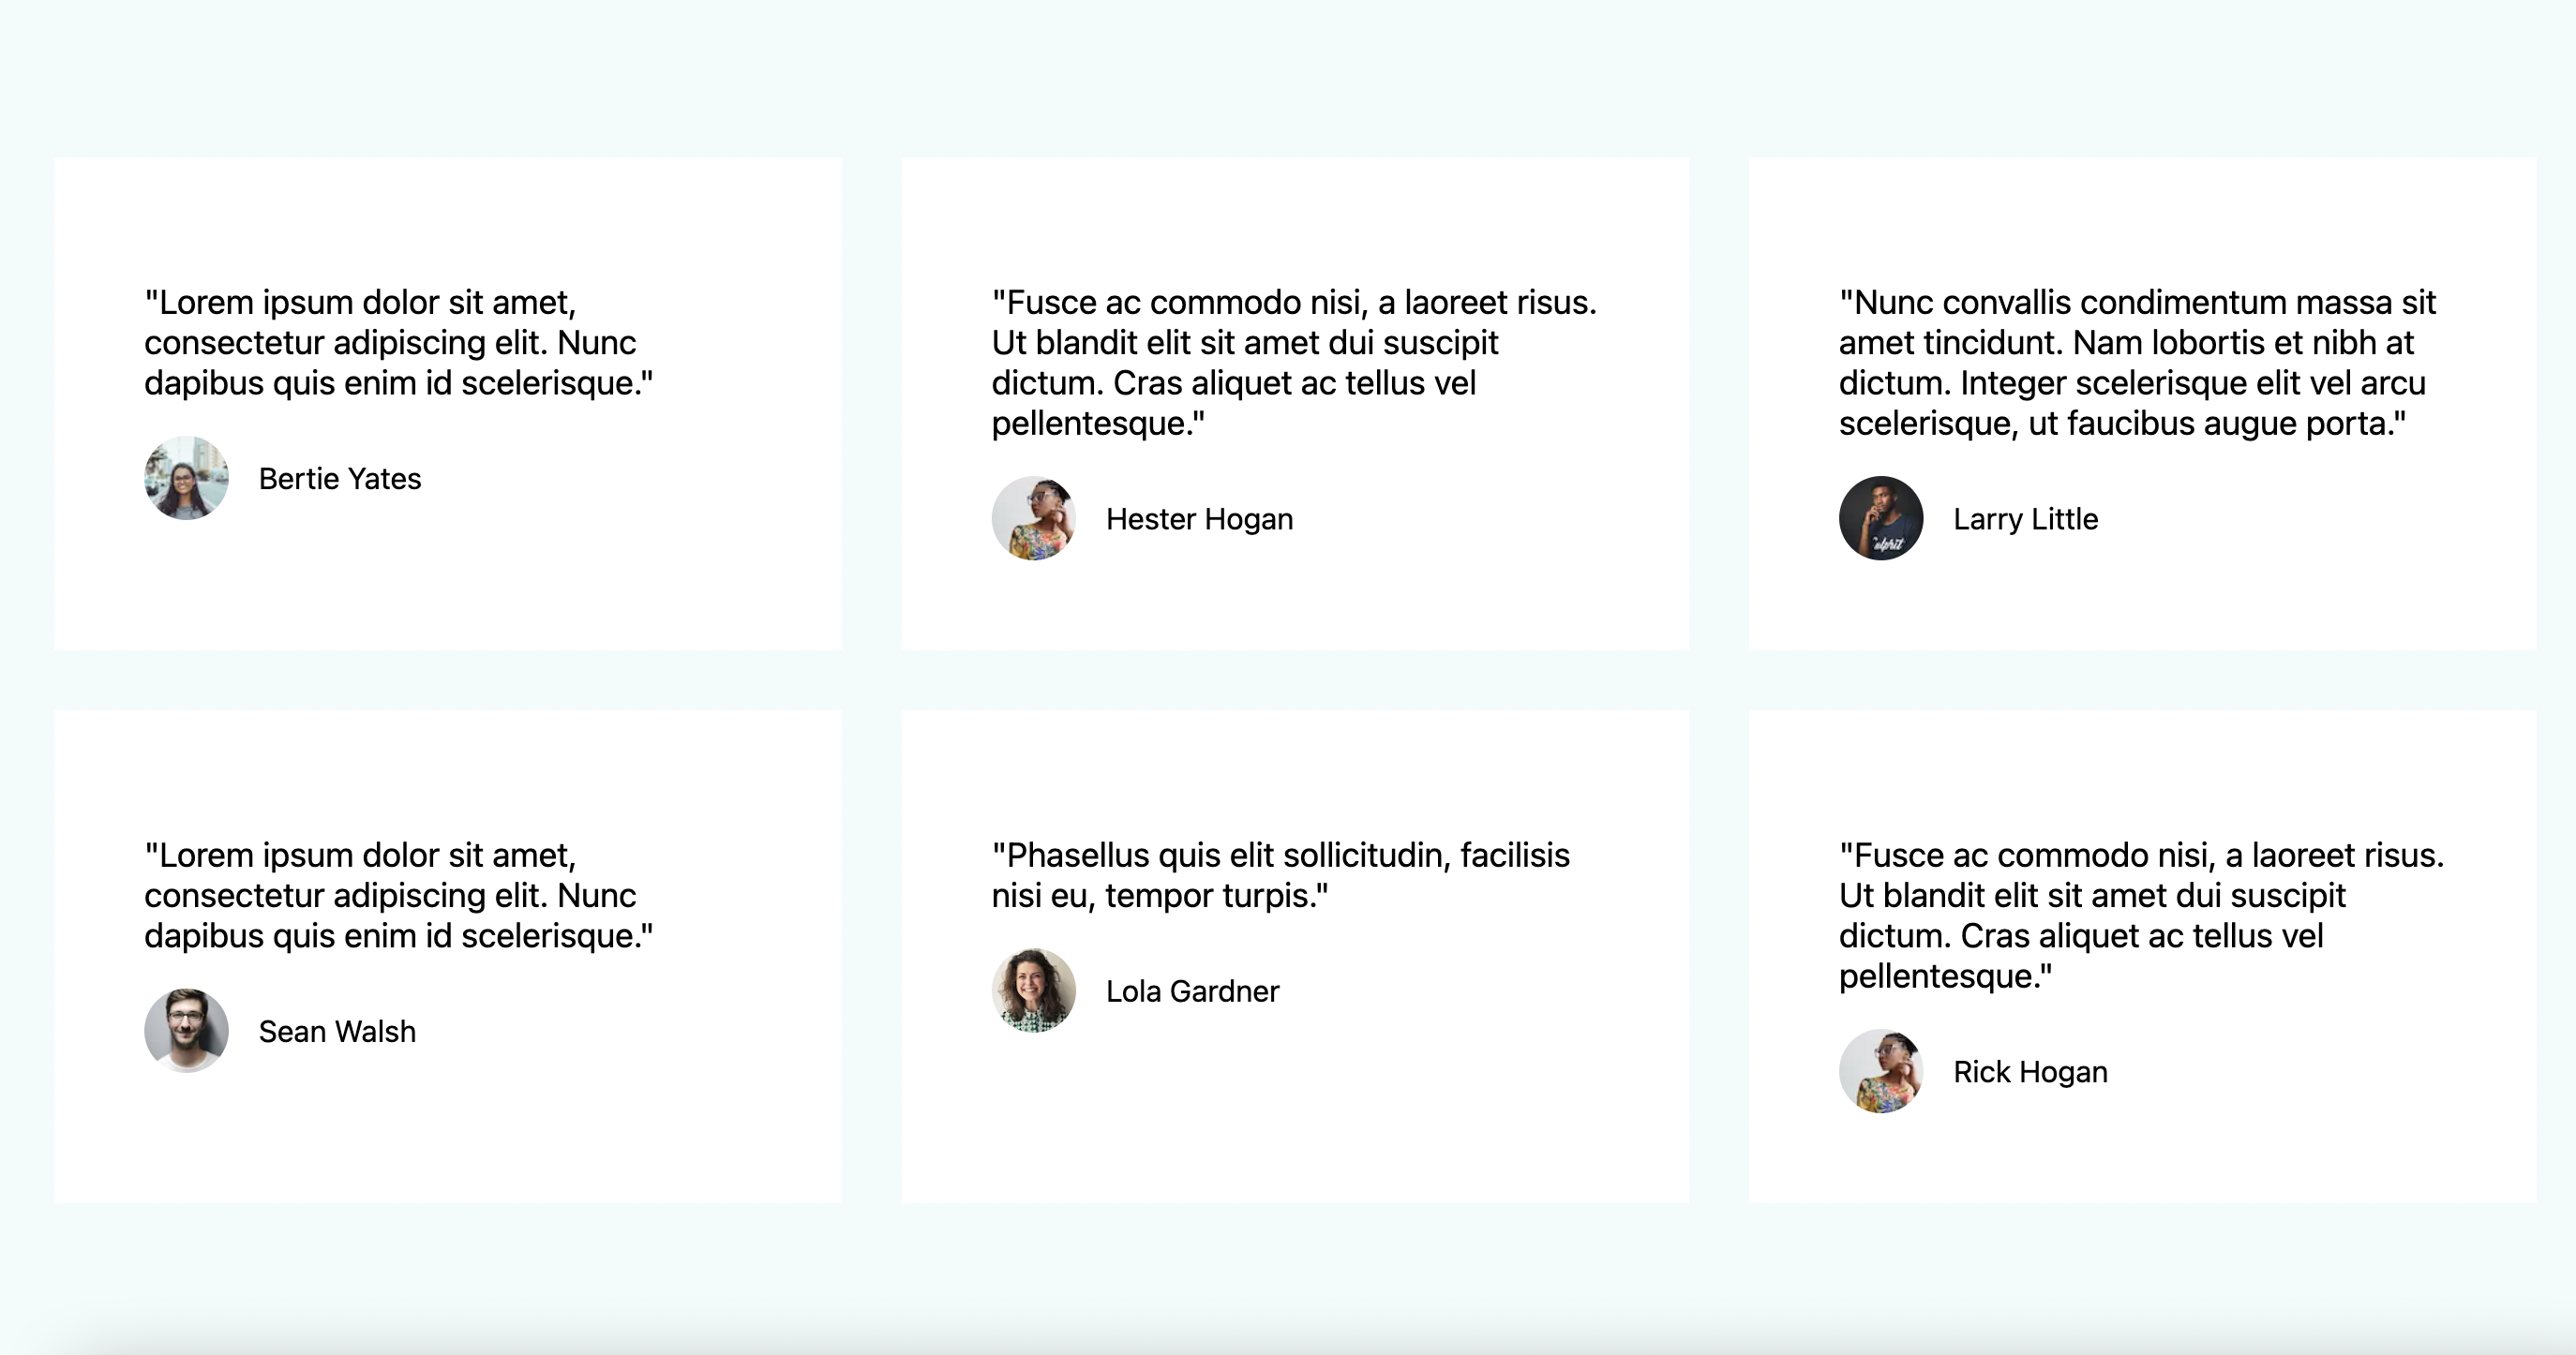 "Lorem ipsum dolor sit amet,
consectetur adipiscing elit. Nunc
dapibus quis enim id scelerisque."
Bertie Yates
"Fusce ac commodo nisi, a laoreet risus.
Ut blandit elit sit amet dui suscipit
dictum. Cras aliquet ac tellus vel
pellentesque."
Hester Hogan
"Nunc convallis condimentum massa sit
amet tincidunt. Nam lobortis et nibh at
dictum. Integer scelerisque elit vel arcu
scelerisque, ut faucibus augue porta."
Larry Little
"Lorem ipsum dolor sit amet,
consectetur adipiscing elit. Nunc
dapibus quis enim id scelerisque."
Sean Walsh
"Phasellus quis elit sollicitudin, facilisis
nisi eu, tempor turpis."
Lola Gardner
"Fusce ac commodo nisi, a laoreet risus.
Ut blandit elit sit amet dui suscipit
dictum. Cras aliquet ac tellus vel
pellentesque."
Rick Hogan